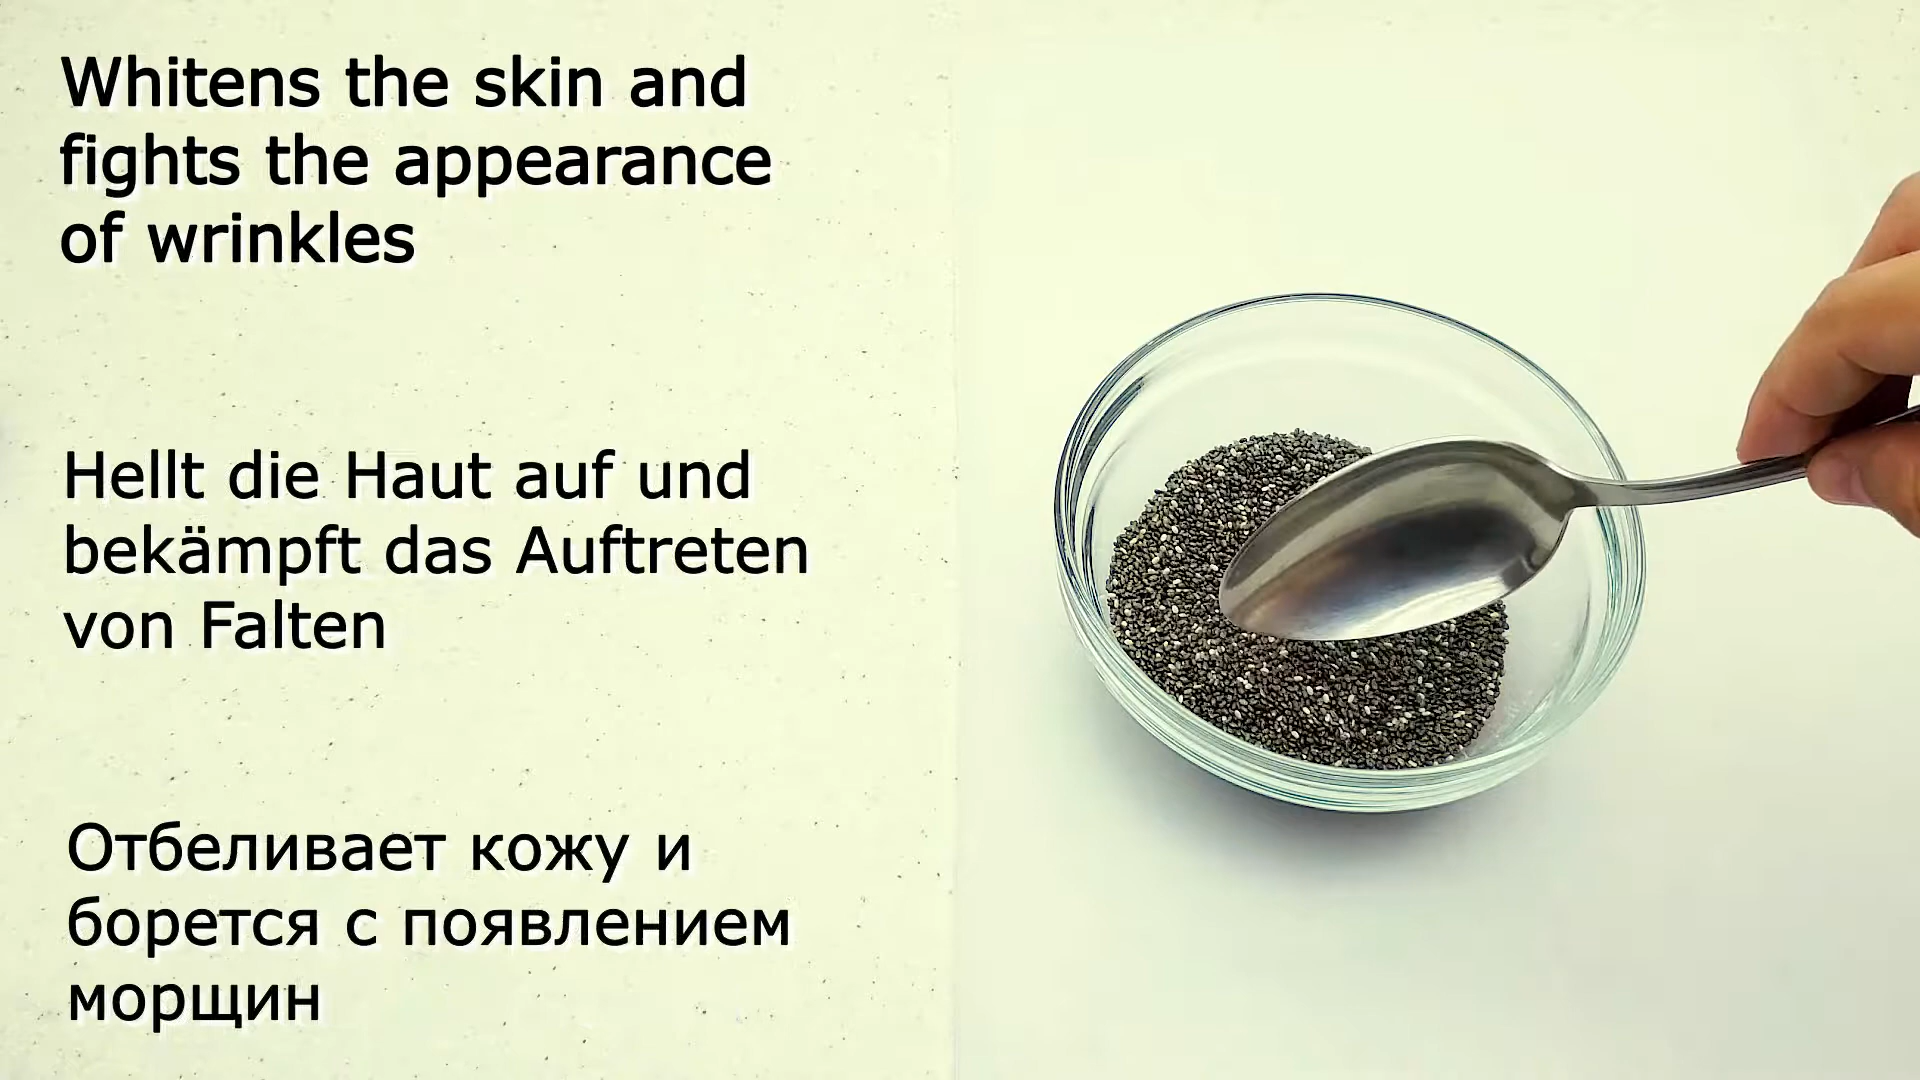 Whitens the skin and
fights the appearance
of wrinkles
Hellt die Haut auf und
bekämpft das Auftreten
von Falten
Отбеливает кожу и
борется с появлением
морщин